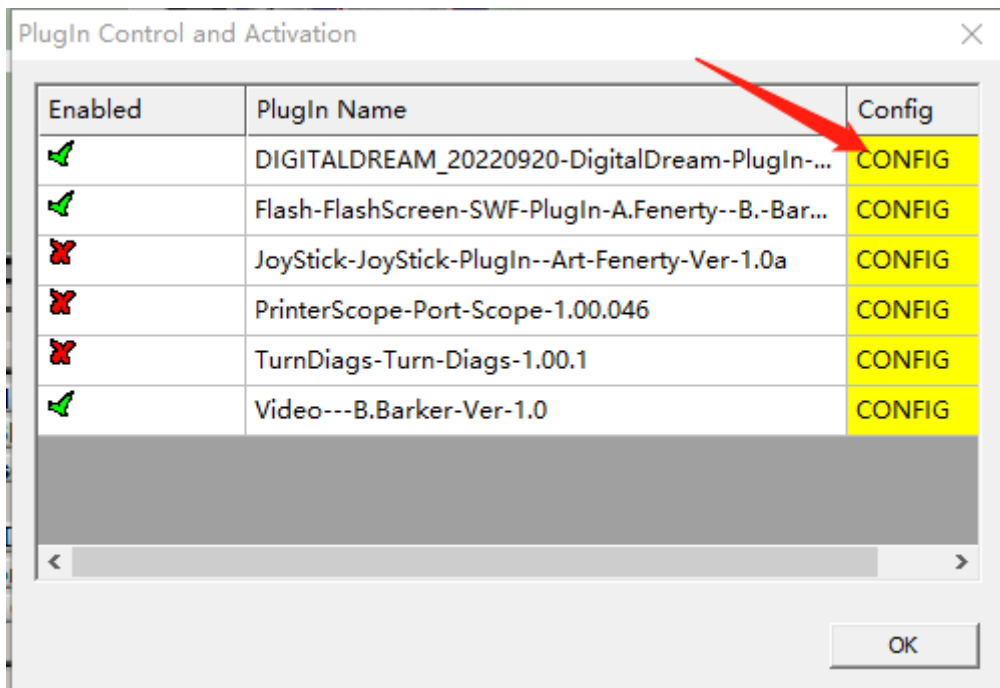 PlugIn Control and Activation
Enabled PlugIn Name Config
DIGITALDREAM_20220920-DigitalDream-PlugIn-... CONFIG
Flash-FlashScreen-SWF-PlugIn-A.Fenerty--B.-Bar... CONFIG
JoyStick-JoyStick-PlugIn--Art-Fenerty-Ver-1.0a CONFIG
PrinterScope-Port-Scope-1.00.046 CONFIG
TurnDiags-Turn-Diags-1.00.1 CONFIG
Video---B.Barker-Ver-1.0 CONFIG
OK